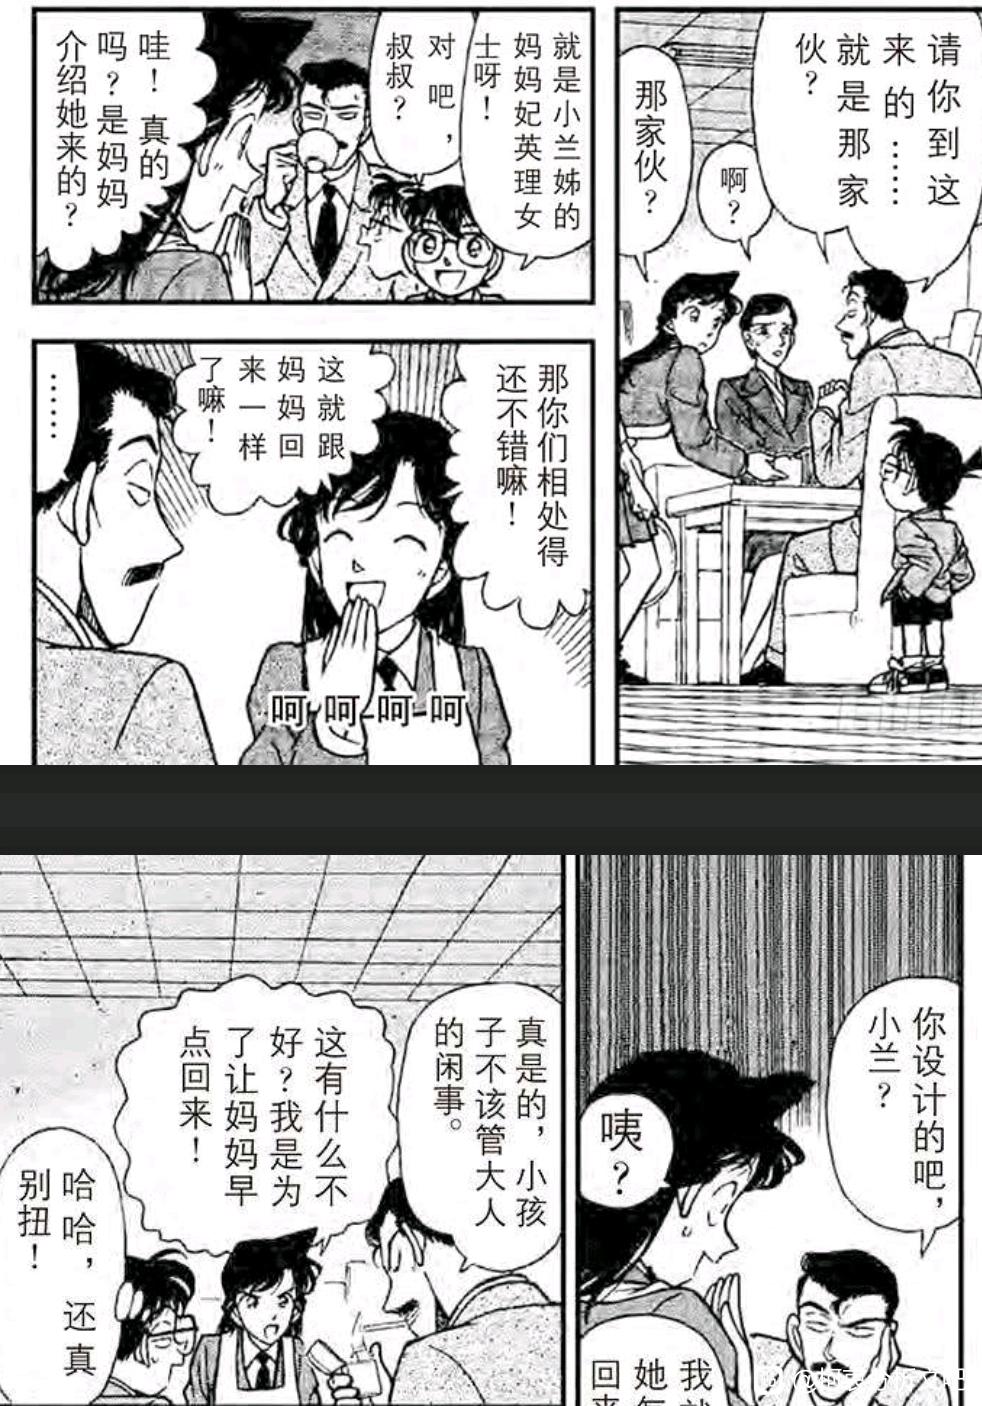 请你到这
来的……
就是那家
伙？
啊？
那家伙？
就是小兰姊的
妈妈妃英理女
士呀！
对吧，
叔叔？
哇！真的
吗？是妈妈
介绍她来的？
那你们相处得
还不错嘛！
这就跟
妈妈回
来一样
了嘛！
呵呵呵呵
……
你设计的吧，
小兰？
咦？
我
她
回来
真是的，小孩
子不该管大人
的闲事。
这有什么不
好？我是为
了让妈妈早
点回来！
哈哈，还真
别扭！